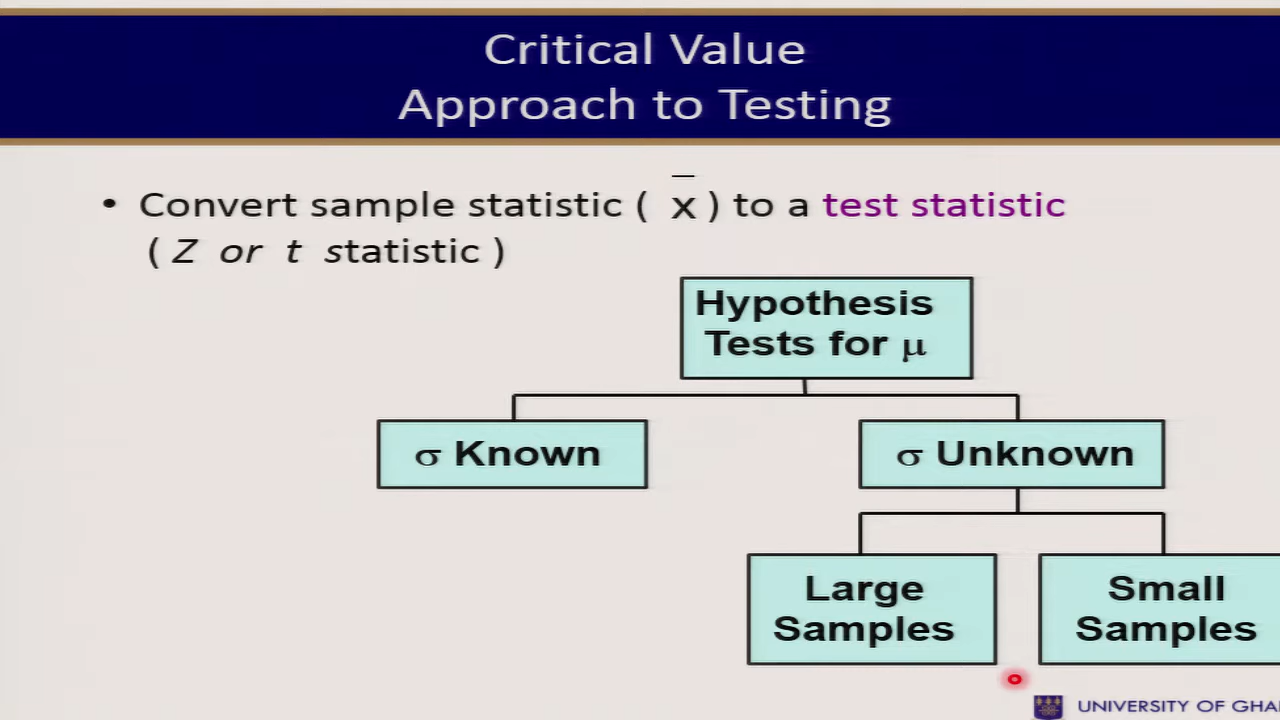 Critical Value
Approach to Testing
• Convert sample statistic ( x̅ ) to a test statistic
( Z or t statistic )
Hypothesis
Tests for μ
σ Known
σ Unknown
Large
Samples
Small
Samples
UNIVERSITY OF GHA